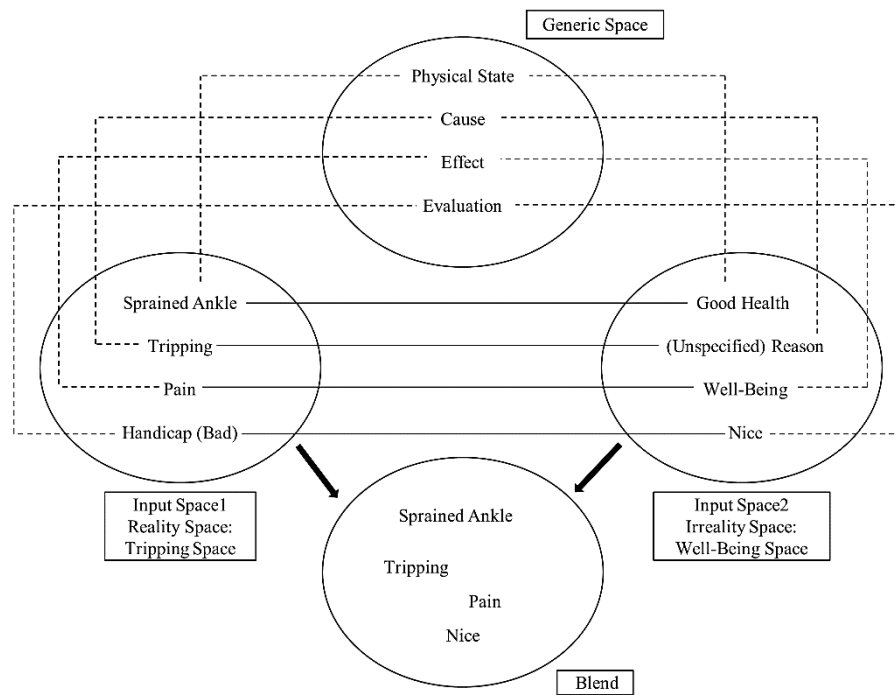 Generic Space
Physical State
Cause
Effect
Evaluation
Sprained Ankle
Good Health
Tripping
(Unspecified) Reason
Pain
Well-Being
Handicap (Bad)
Nice
Input Space1
Reality Space:
Tripping Space
Input Space2
Irreality Space:
Well-Being Space
Sprained Ankle
Tripping
Pain
Nice
Blend